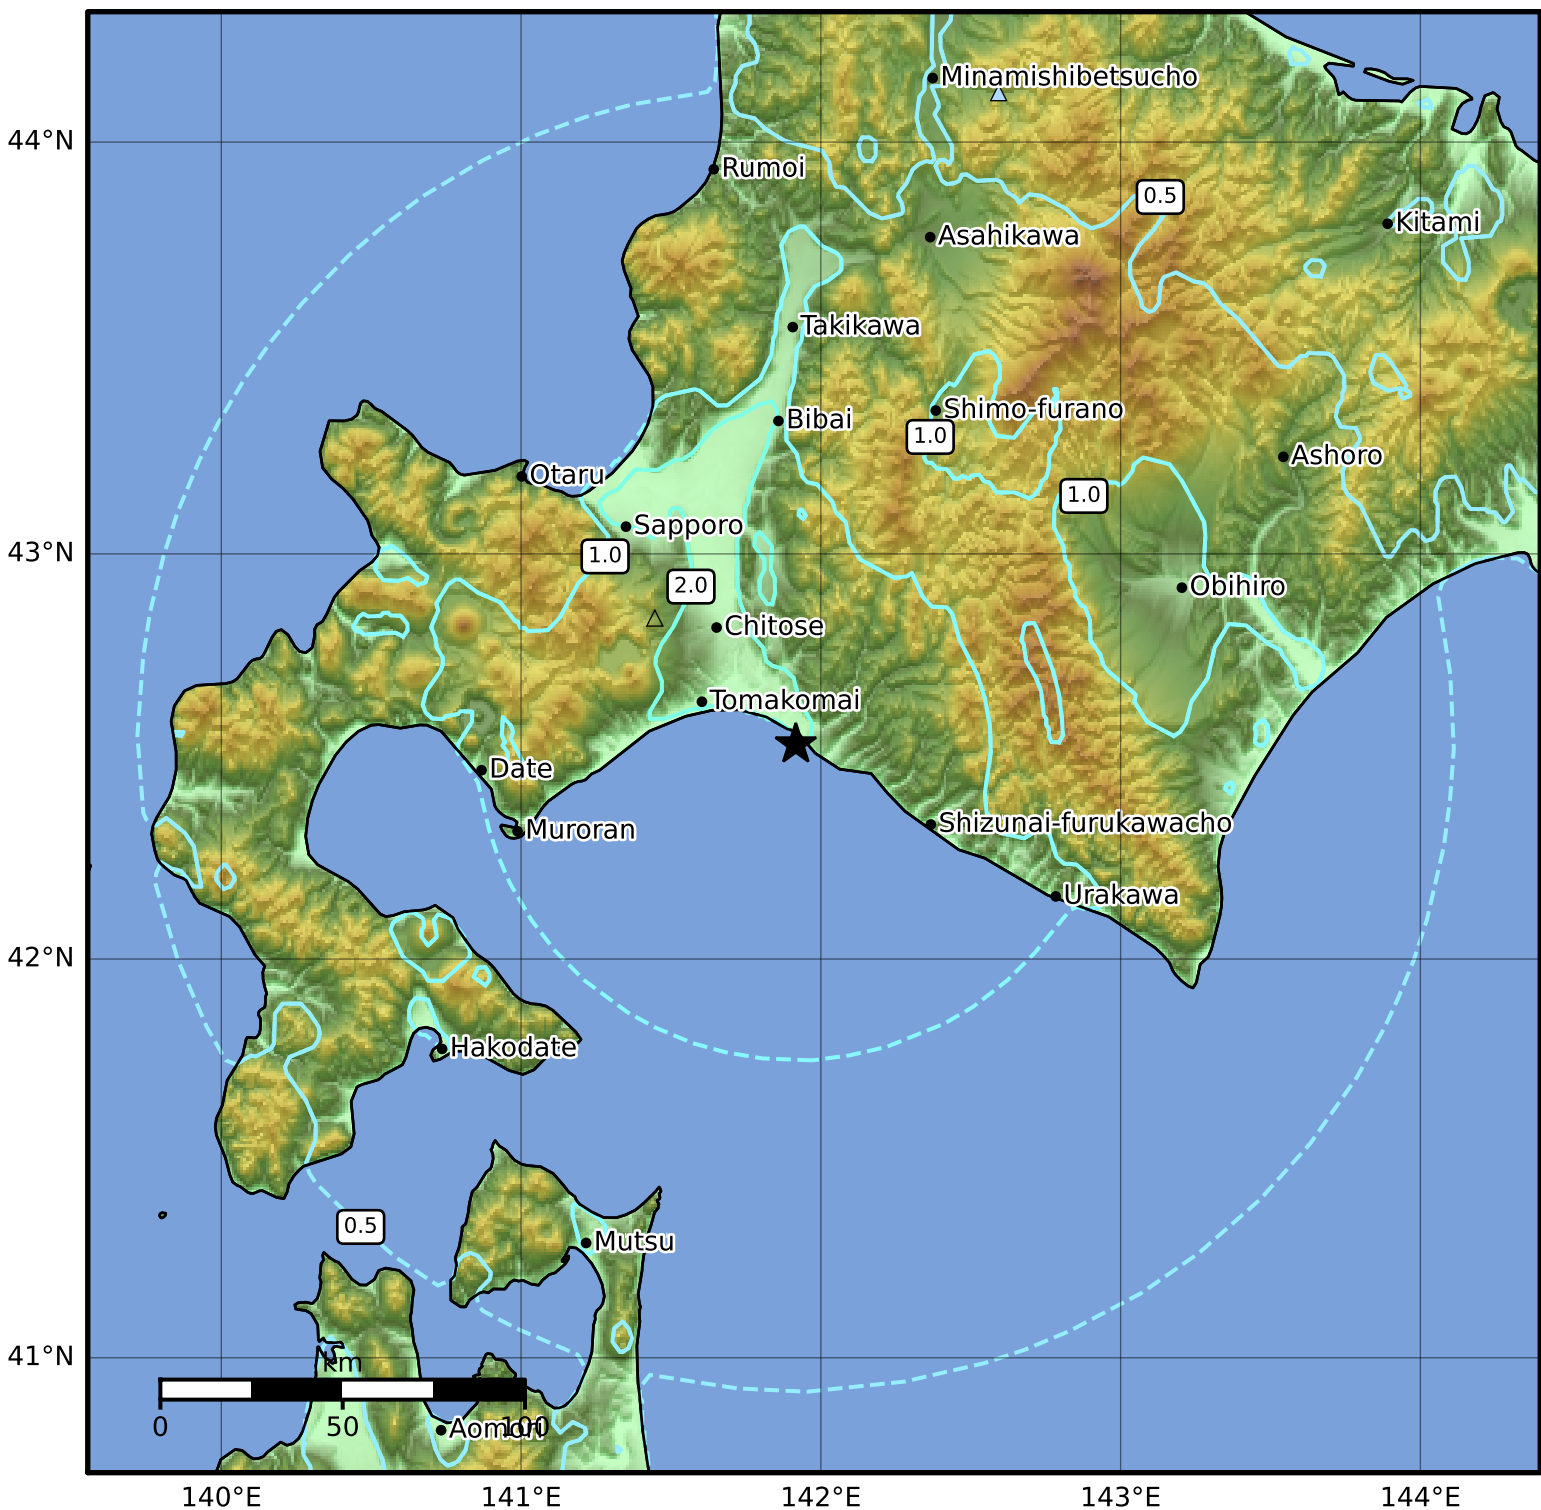 Minamishibetsucho
44°N
Rumoi
0.5
Kitami
Asahikawa
Takikawa
Shimo-furano
Bibai
1.0
Ashoro
Otaru
1.0
Sapporo
43°N
1.0
2.0
Obihiro
Chitose
Tomakomai
Date
Shizunai-furukawacho
Muroran
Urakawa
42°N
Hakodate
0.5
Mutsu
41°N
km
0 50 100
Aomori
140°E 141°E 142°E 143°E 144°E